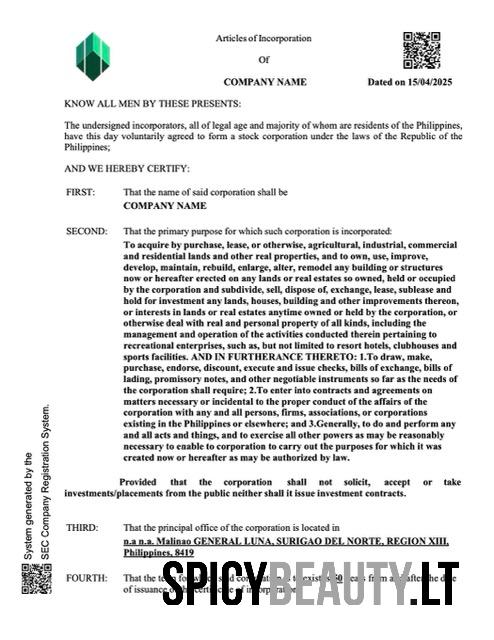 Articles of Incorporation
Of
COMPANY NAME
Dated on 15/04/2025
KNOW ALL MEN BY THESE PRESENTS:
The undersigned incorporators, all of legal age and majority of whom are residents of the Philippines,
have this day voluntarily agreed to form a stock corporation under the laws of the Republic of the
Philippines;
AND WE HEREBY CERTIFY:
FIRST: That the name of said corporation shall be
COMPANY NAME
SECOND: That the primary purpose for which such corporation is incorporated:
To acquire by purchase, lease, or otherwise, agricultural, industrial, commercial
and residential lands and other real properties, and to own, use, improve,
develop, maintain, rebuild, enlarge, alter, remodel any building or structures
now or hereafter erected on any lands or real estates so owned, held or occupied
by the corporation and subdivide, sell, dispose of, exchange, lease, sublease and
hold for investment any lands, houses, building and other improvements thereon,
or interests in lands or real estates anytime owned or held by the corporation, or
otherwise deal with real and personal property of all kinds, including the
management and operation of the activities conducted therein pertaining to
recreational enterprises, such as, but not limited to resort hotels, clubhouses and
sports facilities. AND IN FURTHERANCE THERETO: 1.To draw, make,
purchase, endorse, discount, execute and issue checks, bills of exchange, bills of
lading, promissory notes, and other negotiable instruments so far as the needs of
the corporation shall require; 2.To enter into contracts and agreements on
matters necessary or incidental to the proper conduct of the affairs of the
corporation with any and all persons, firms, associations, or corporations
existing in the Philippines or elsewhere; and 3.Generally, to do and perform any
and all acts and things, and to exercise all other powers as may be reasonably
necessary to enable to corporation to carry out the purposes for which it was
created now or hereafter as may be authorized by law.
Provided that the corporation shall not solicit, accept or take
investments/placements from the public neither shall it issue investment contracts.
THIRD: That the principal office of the corporation is located in
n.a n.a. Malinao GENERAL LUNA, SURIGAO DEL NORTE, REGION XIII,
Philippines, 8419
FOURTH: That the
of issuance
System generated by the
SEC Company Registration System.
SPICYBEAUTY.LT